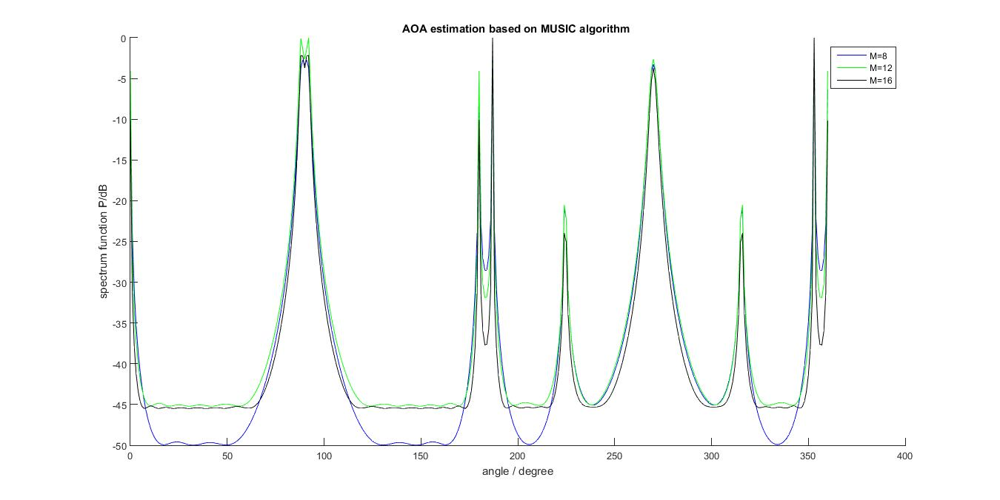 AOA estimation based on MUSIC algorithm
0
-5
-10
-15
-20
-25
-30
-35
-40
-45
-50
spectrum function P/dB
M=8
M=12
M=16
0 50 100 150 200 250 300 350 400
angle / degree